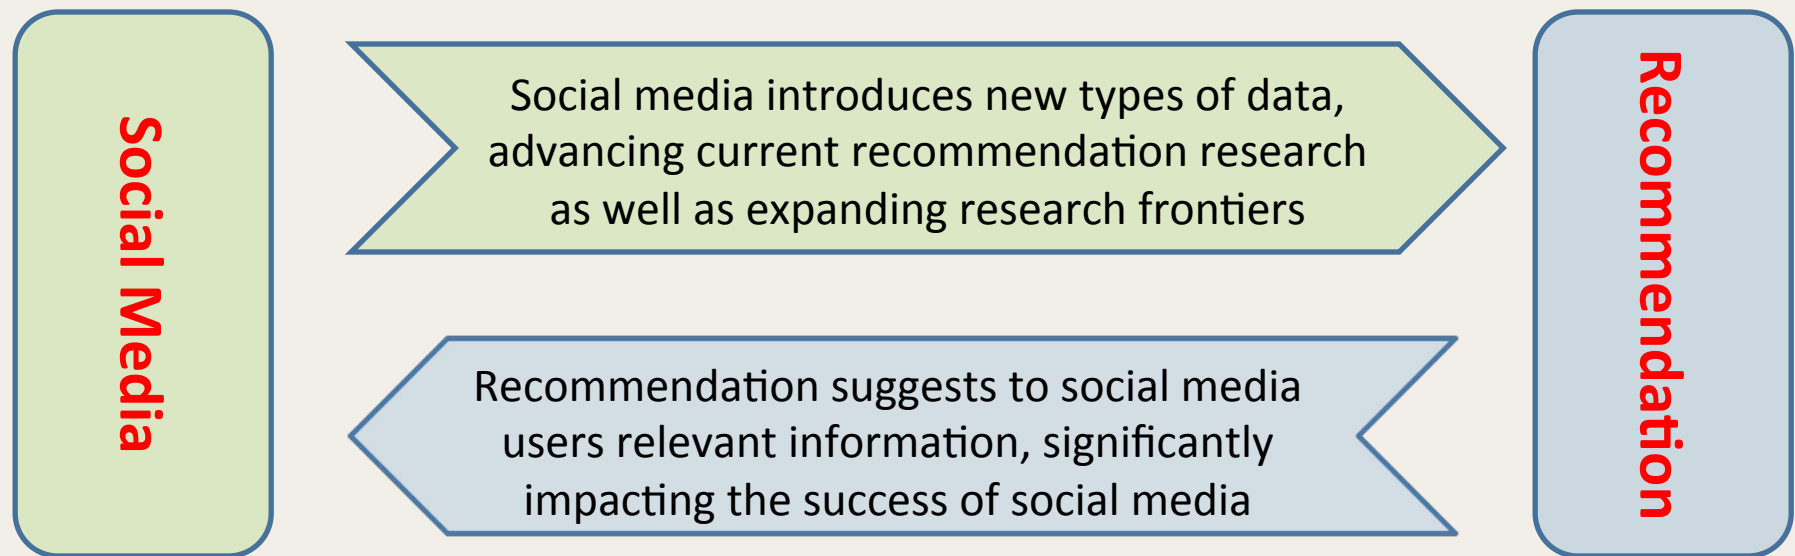 Social Media
Social media introduces new types of data,
advancing current recommendation research
as well as expanding research frontiers
Recommendation suggests to social media
users relevant information, significantly
impacting the success of social media
Recommendation